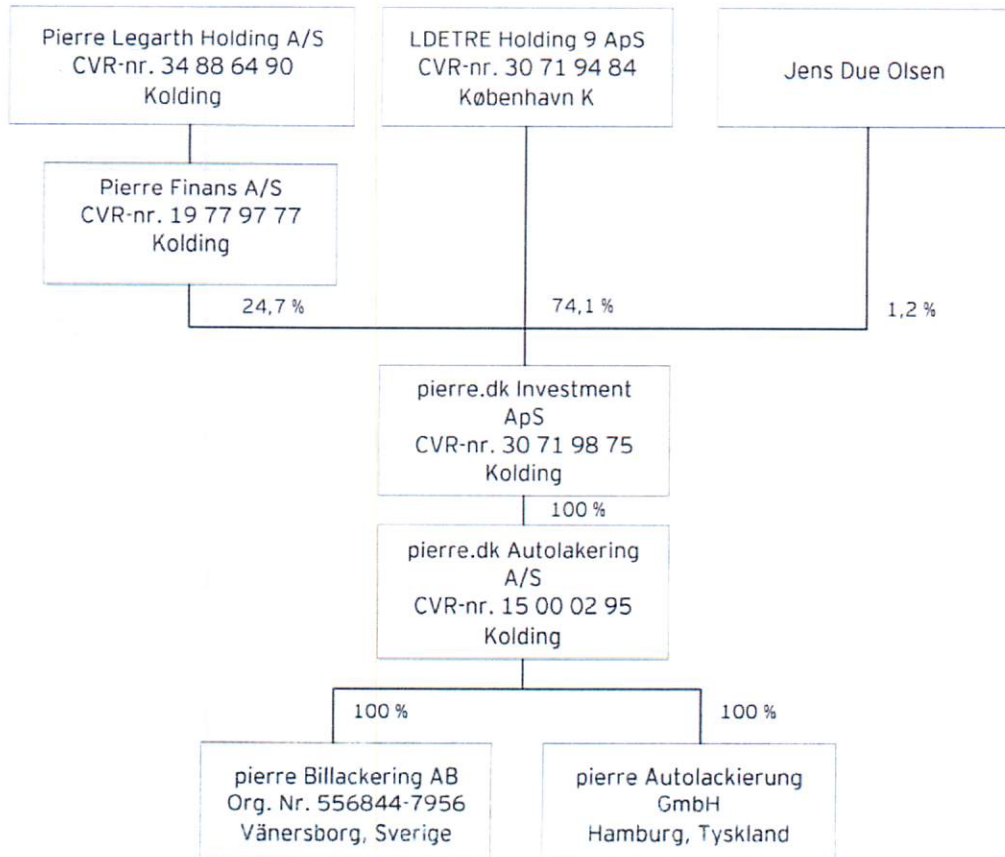 Pierre Legarth Holding A/S
CVR-nr. 34 88 64 90
Kolding
LDETRE Holding 9 ApS
CVR-nr. 30 71 94 84
København K
Jens Due Olsen
Pierre Finans A/S
CVR-nr. 19 77 97 77
Kolding
24,7 %
74,1 %
1,2 %
pierre.dk Investment
ApS
CVR-nr. 30 71 98 75
Kolding
100 %
pierre.dk Autolakering
A/S
CVR-nr. 15 00 02 95
Kolding
100 %
100 %
pierre Billackering AB
Org. Nr. 556844-7956
Vänersborg, Sverige
pierre Autolackierung
GmbH
Hamburg, Tyskland